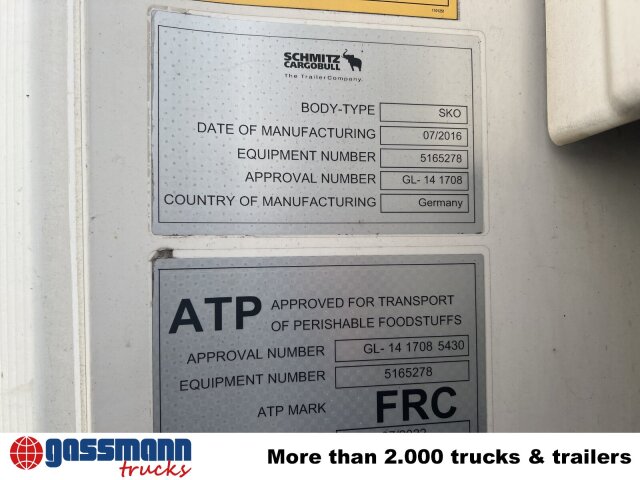 SCHMITZ
CARGOBULL
The Trailer Company.
BODY-TYPE SKO
DATE OF MANUFACTURING 07/2016
EQUIPMENT NUMBER 5165278
APPROVAL NUMBER GL- 14 1708
COUNTRY OF MANUFACTURING Germany
ATP APPROVED FOR TRANSPORT
OF PERISHABLE FOODSTUFFS
APPROVAL NUMBER GL- 14 1708 5430
EQUIPMENT NUMBER 5165278
ATP MARK FRC
gassmann
trucks
More than 2.000 trucks & trailers